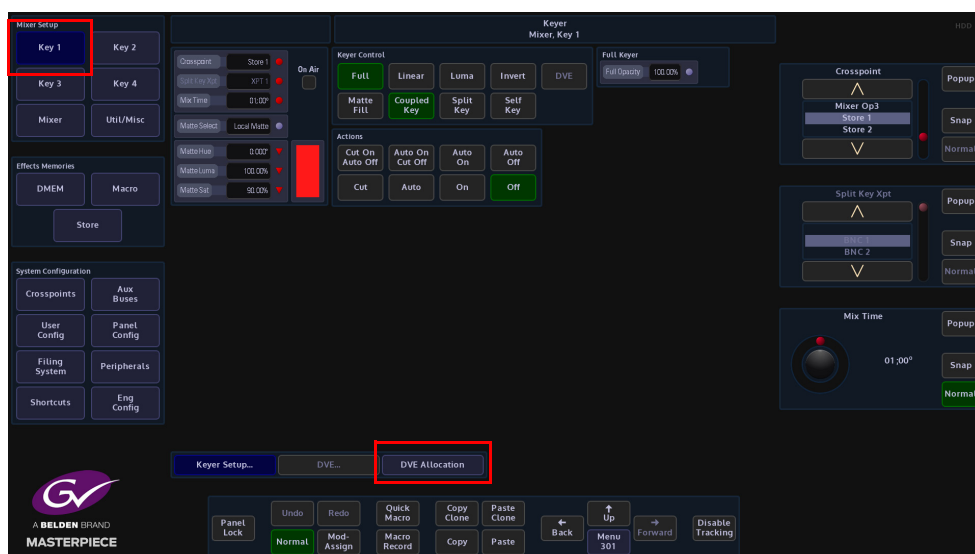 Mixer Setup
Key 1
Key 2
Key 3
Key 4
Mixer
Util/Misc
Effects Memories
DMEM
Macro
Store
System Configuration
Crosspoints
Aux
Buses
User
Config
Panel
Config
Filing
System
Peripherals
Shortcuts
Eng
Config
GV
A BELDEN BRAND
MASTERPIECE
Keyer
Mixer, Key 1
HDD
Crosspoint
Store 1
Split Key Xpt
XPT 1
Mix Time
01;00°
Matte Select
Local Matte
Matte Hue
0.000°
Matte Luma
100.00%
Matte Sat
90.00%
On Air
Keyer Control
Full
Linear
Luma
Invert
DVE
Matte
Fill
Coupled
Key
Split
Key
Self
Key
Full Keyer
Full Opacity
100.00%
Actions
Cut On
Auto Off
Auto On
Cut Off
Auto
On
Auto
Off
Cut
Auto
On
Off
Crosspoint
Mixer Op3
Store 1
Store 2
Popup
Snap
Normal
Split Key Xpt
BNC 1
BNC 2
Popup
Snap
Normal
Mix Time
01;00°
Popup
Snap
Normal
Keyer Setup...
DVE...
DVE Allocation
Panel
Lock
Undo
Redo
Normal
Mod-
Assign
Quick
Macro
Macro
Record
Copy
Clone
Paste
Clone
Copy
Paste
Back
Up
Menu
301
Forward
Disable
Tracking